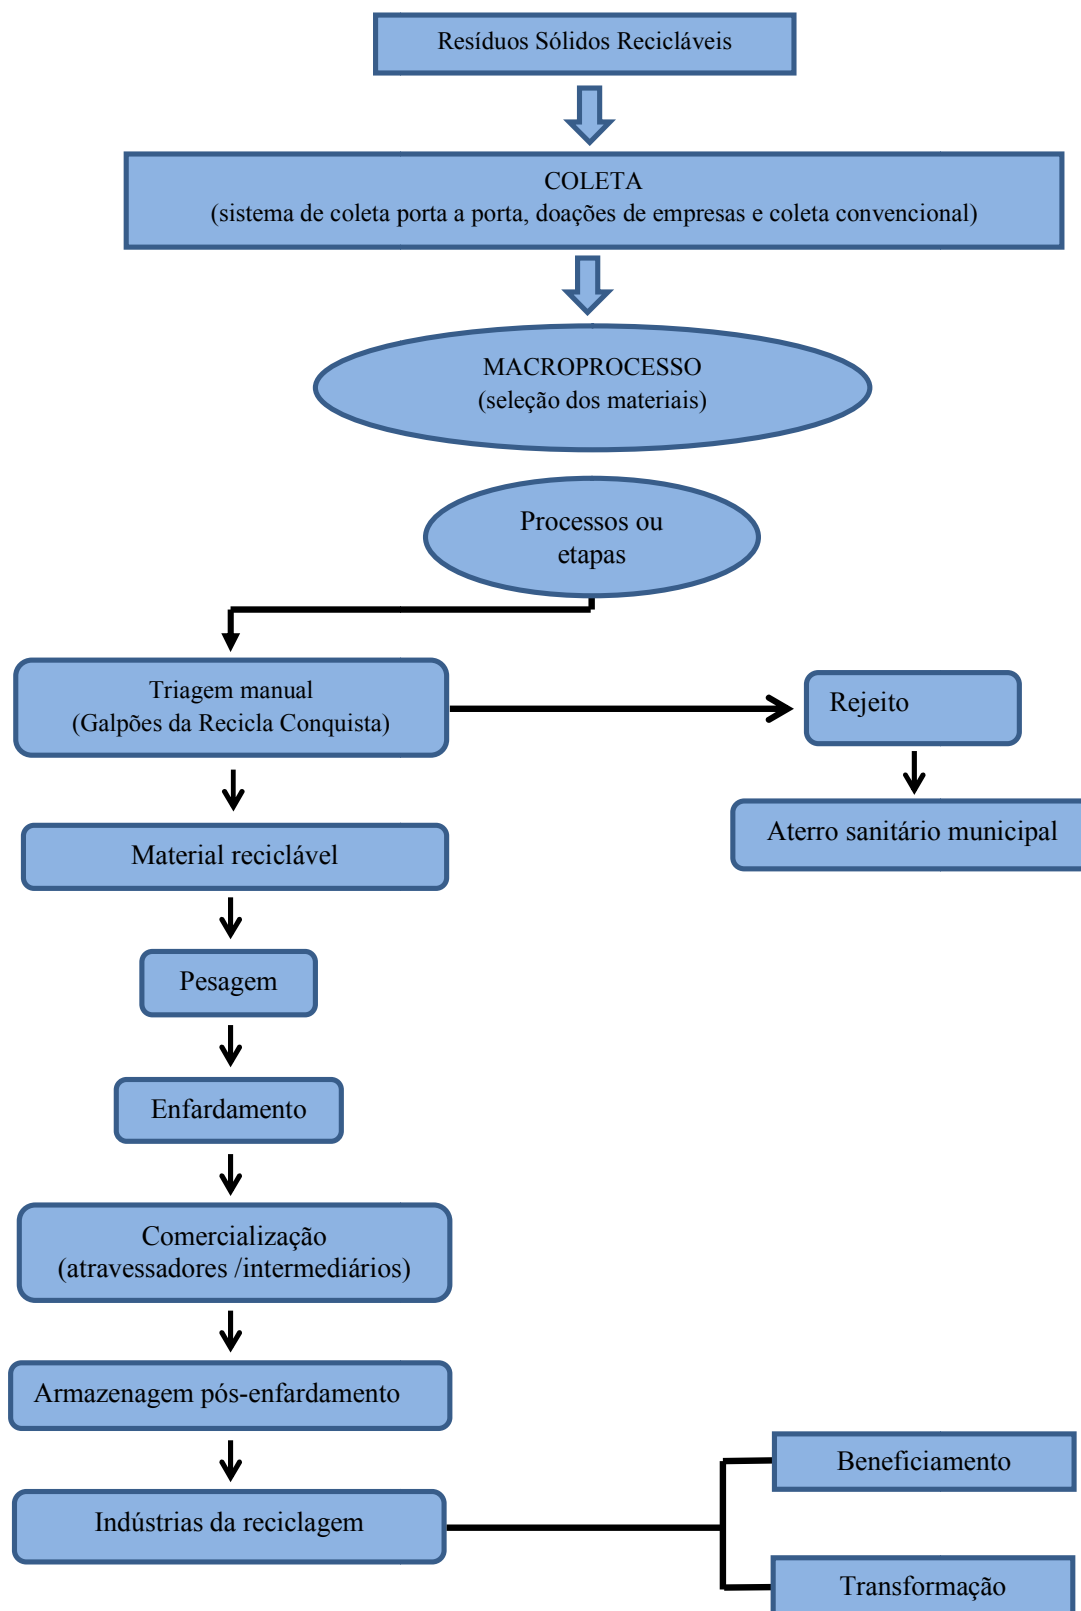 Resíduos Sólidos Recicláveis
COLETA
(sistema de coleta porta a porta, doações de empresas e coleta convencional)
MACROPROCESSO
(seleção dos materiais)
Processos ou
etapas
Triagem manual
(Galpões da Recicla Conquista)
Rejeito
Aterro sanitário municipal
Material reciclável
Pesagem
Enfardamento
Comercialização
(atravessadores /intermediários)
Armazenagem pós-enfardamento
Indústrias da reciclagem
Beneficiamento
Transformação